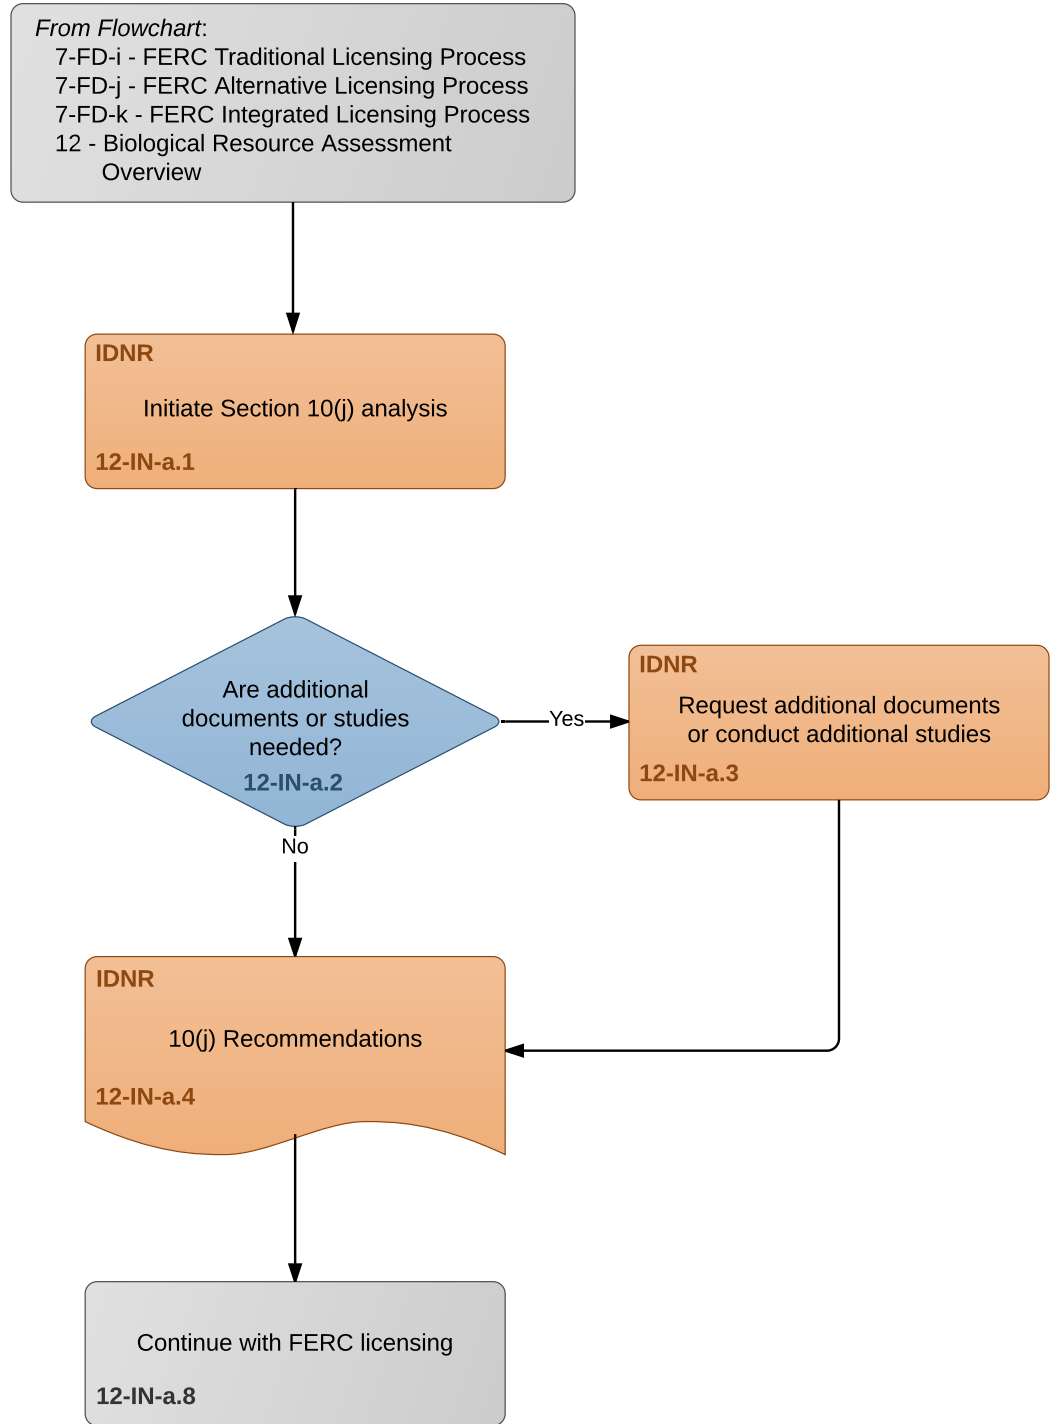 From Flowchart:
7-FD-i - FERC Traditional Licensing Process
7-FD-j - FERC Alternative Licensing Process
7-FD-k - FERC Integrated Licensing Process
12 - Biological Resource Assessment
Overview
IDNR
Initiate Section 10(j) analysis
12-IN-a.1
Are additional
documents or studies
needed?
12-IN-a.2
Yes
IDNR
Request additional documents
or conduct additional studies
12-IN-a.3
No
IDNR
10(j) Recommendations
12-IN-a.4
Continue with FERC licensing
12-IN-a.8